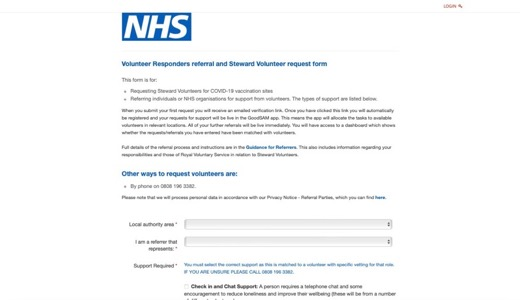 LOGIN
NHS
Volunteer Responders referral and Steward Volunteer request form
This form is for:
Requesting Steward Volunteers for COVID-19 vaccination sites
Referring individuals or NHS organisations for support from volunteers. The types of support are listed below.
When you submit your first request you will receive an emailed verification link. Once you have clicked this link you will automatically
be registered and your requests for support will be live in the GoodSAM app. This means the app will allocate the tasks to available
volunteers in relevant locations. All of your further referrals will be live immediately. You will have access to a dashboard which shows
whether the requests/referrals you have entered have been matched with volunteers.
Full details of the referral process and instructions are in the Guidance for Referrers. This also includes information regarding your
responsibilities and those of Royal Voluntary Service in relation to Steward Volunteers.
Other ways to request volunteers are:
By phone on 0808 196 3382.
Please note that we will process personal data in accordance with our Privacy Notice - Referral Parties, which you can find here.
Local authority area *
I am a referrer that
represents: *
Support Required * You must select the correct support as this is matched to a volunteer with specific vetting for that role.
IF YOU ARE UNSURE PLEASE CALL 0808 196 3382.
Check in and Chat Support: A person requires a telephone chat and some
encouragement to reduce loneliness and improve their wellbeing (these will be from a number